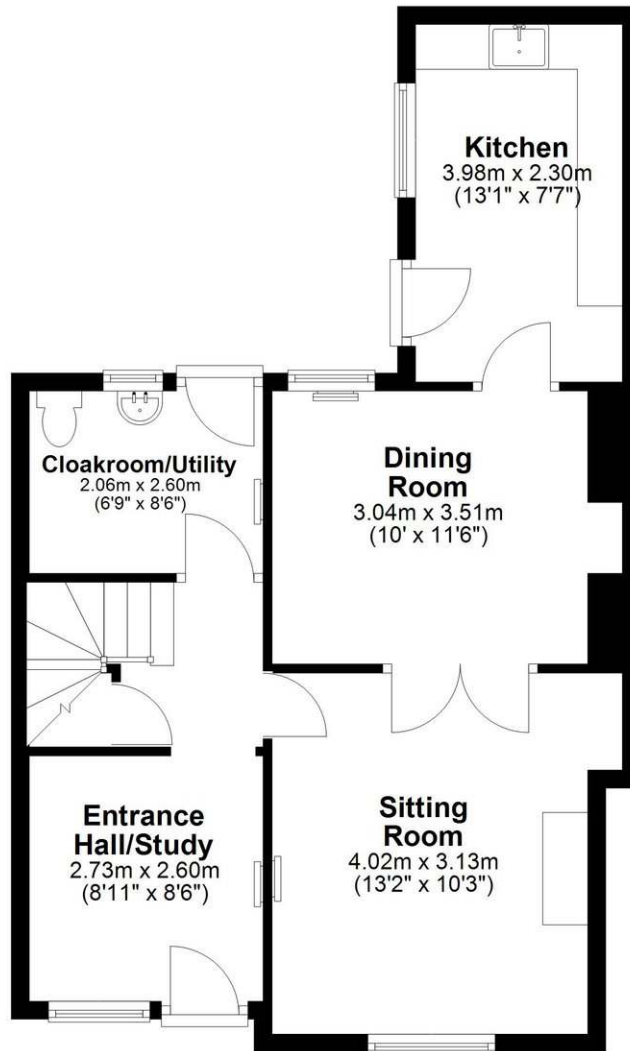 Kitchen
3.98m x 2.30m
(13'1" x 7'7")
Cloakroom/Utility
2.06m x 2.60m
(6'9" x 8'6")
Dining
Room
3.04m x 3.51m
(10' x 11'6")
Entrance
Hall/Study
2.73m x 2.60m
(8'11" x 8'6")
Sitting
Room
4.02m x 3.13m
(13'2" x 10'3")